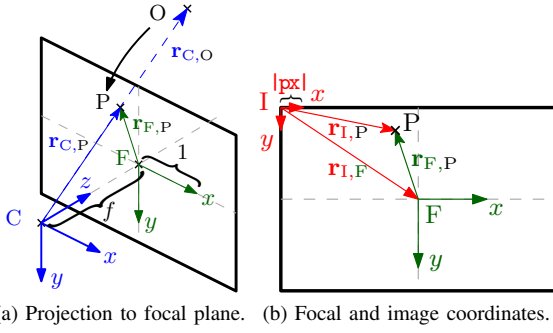 O
r_C,O
P
r_F,P
r_C,P
F
1
z
x
f
C
y
x
y
|px|
I
x
P
y
r_I,P
r_I,F
r_F,P
F
x
y
(a) Projection to focal plane.
(b) Focal and image coordinates.